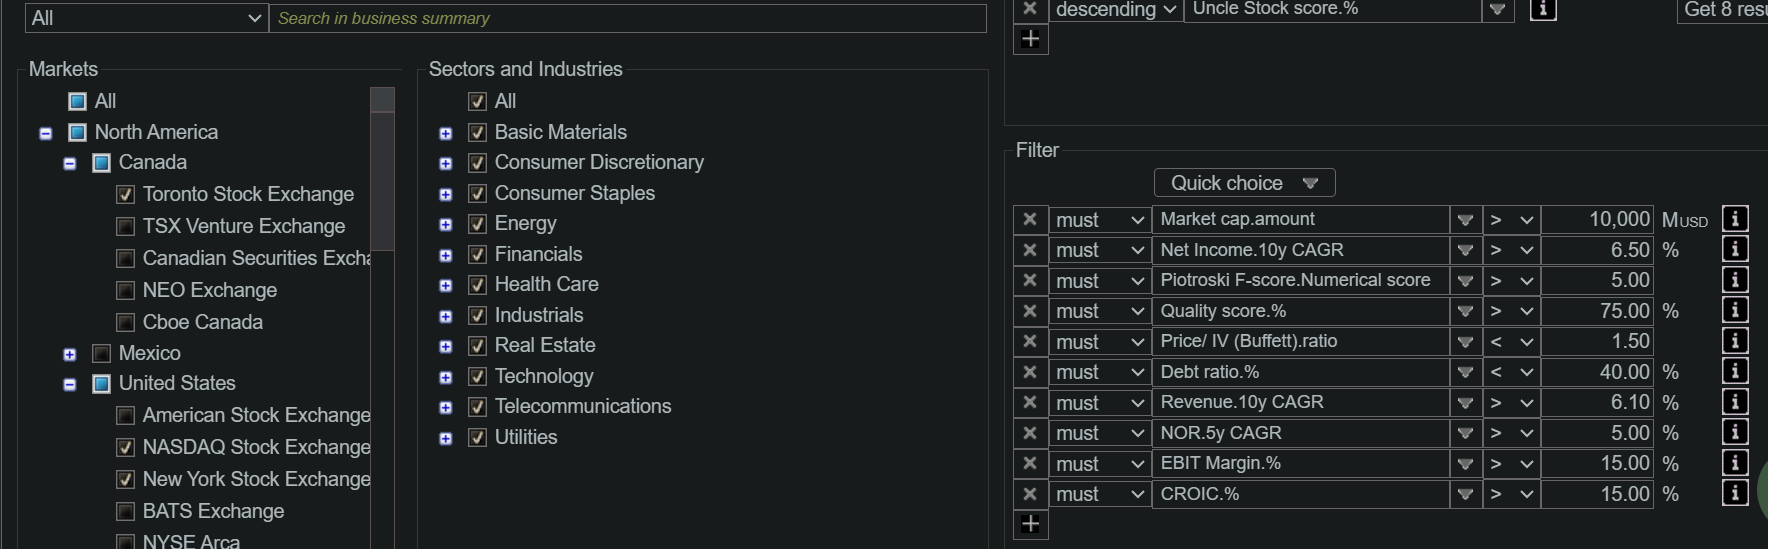 All
Search in business summary
descending
Uncle Stock score.%
Get 8
Markets
All
North America
Canada
Toronto Stock Exchange
TSX Venture Exchange
Canadian Securities
NEO Exchange
Cboe Canada
Mexico
United States
American Stock Exchange
NASDAQ Stock Exchange
New York Stock Exchange
BATS Exchange
NYSE Arca
Sectors and Industries
All
Basic Materials
Consumer Discretionary
Consumer Staples
Energy
Financials
Health Care
Industrials
Real Estate
Technology
Telecommunications
Utilities
Filter
Quick choice
must Market cap.amount > 10,000 MUSD
must Net Income.10y CAGR > 6.50 %
must Piotroski F-score.Numerical score > 5.00
must Quality score.% > 75.00 %
must Price/ IV (Buffett).ratio < 1.50
must Debt ratio.% < 40.00 %
must Revenue.10y CAGR > 6.10 %
must NOR.5y CAGR > 5.00 %
must EBIT Margin.% > 15.00 %
must CROIC.% > 15.00 %